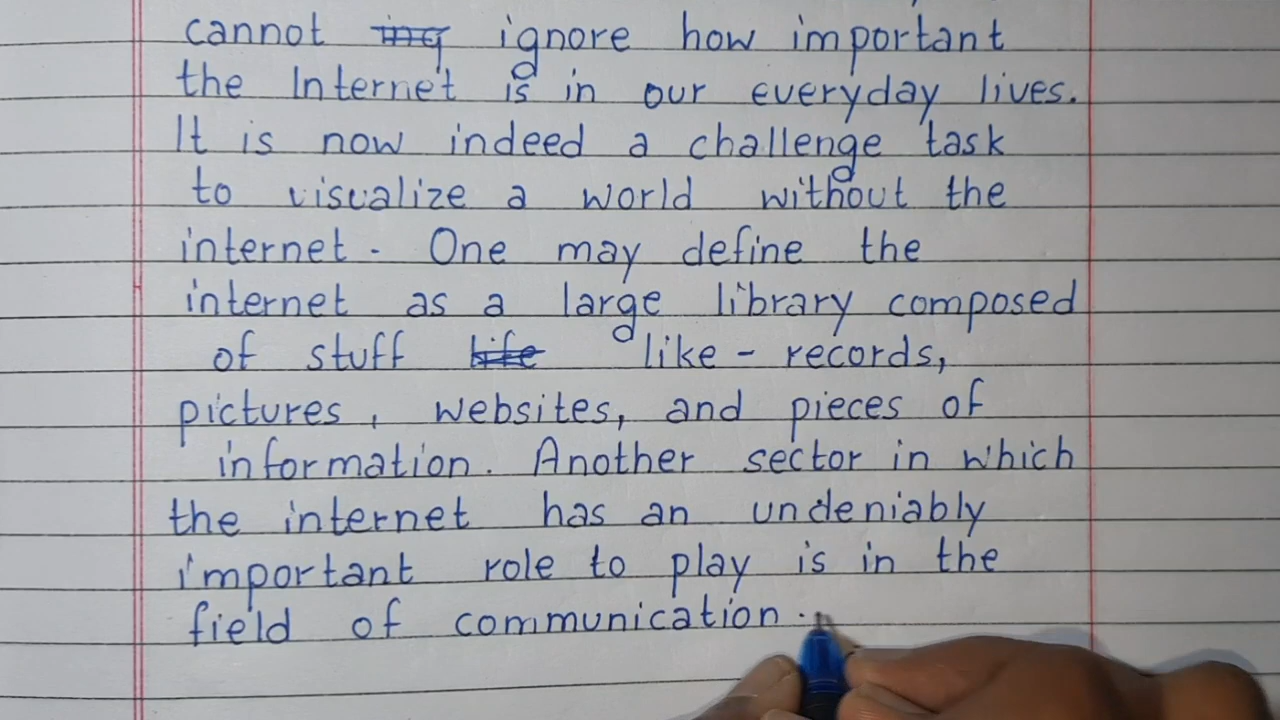 cannot ignore how important
the Internet is in our everyday lives.
It is now indeed a challenge task
to visualize a world without the
internet. One may define the
internet as a large library composed
of stuff like - records,
pictures, websites, and pieces of
information. Another sector in which
the internet has an undeniably
important role to play is in the
field of communication.